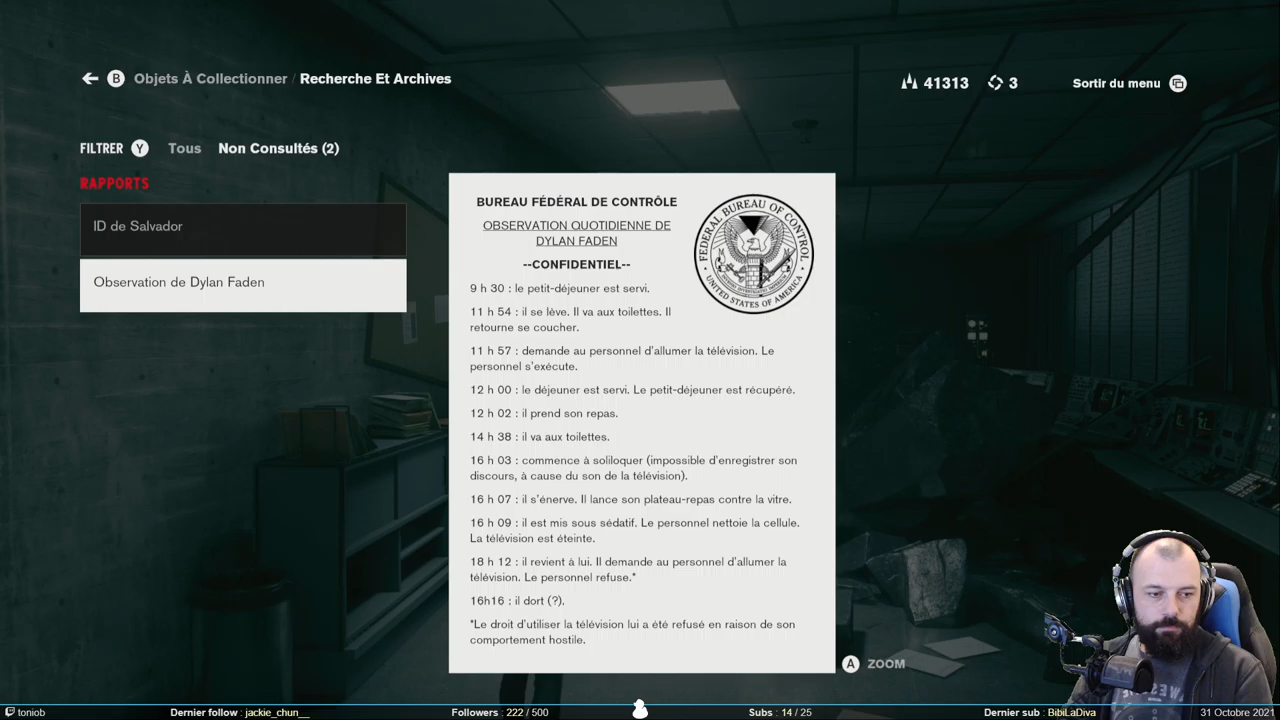 B Objets À Collectionner / Recherche Et Archives
41313 3 Sortir du menu
FILTRER Y Tous Non Consultés (2)
RAPPORTS
ID de Salvador
Observation de Dylan Faden
BUREAU FÉDÉRAL DE CONTRÔLE
OBSERVATION QUOTIDIENNE DE
DYLAN FADEN
--CONFIDENTIEL--
FEDERAL BUREAU OF CONTROL
UNITED STATES OF AMERICA
9 h 30 : le petit-déjeuner est servi.
11 h 54 : il se lève. Il va aux toilettes. Il
retourne se coucher.
11 h 57 : demande au personnel d'allumer la télévision. Le
personnel s'exécute.
12 h 00 : le déjeuner est servi. Le petit-déjeuner est récupéré.
12 h 02 : il prend son repas.
14 h 38 : il va aux toilettes.
16 h 03 : commence à soliloquer (impossible d'enregistrer son
discours, à cause du son de la télévision).
16 h 07 : il s'énerve. Il lance son plateau-repas contre la vitre.
16 h 09 : il est mis sous sédatif. Le personnel nettoie la cellule.
La télévision est éteinte.
18 h 12 : il revient à lui. Il demande au personnel d'allumer la
télévision. Le personnel refuse.*
16h16 : il dort (?).
*Le droit d'utiliser la télévision lui a été refusé en raison de son
comportement hostile.
A ZOOM
toniob Dernier follow : jackie_chun__ Followers : 222 / 500 Subs : 14 / 25 Dernier sub : BibiLaDiva 31 Octobre 2021